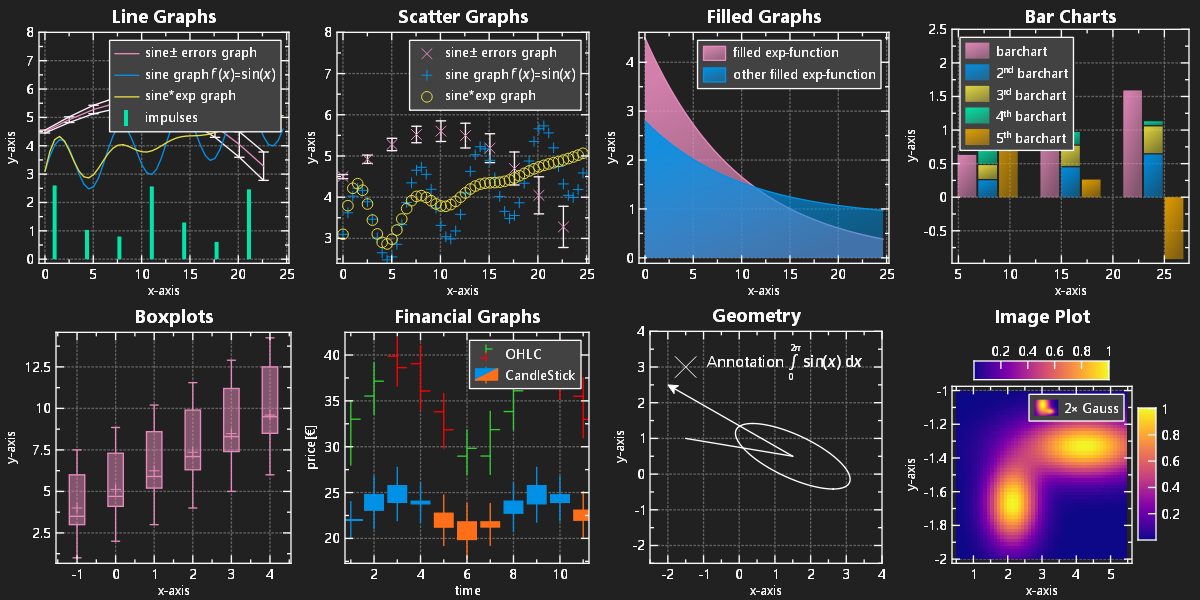 Line Graphs
8
7
6
5
4
3
2
1
0
y-axis
sine± errors graph
sine graph f(x)=sin(x)
sine*exp graph
impulses
0 5 10 15 20 25
x-axis
Scatter Graphs
8
7
6
5
4
3
y-axis
sine± errors graph
sine graph f(x)=sin(x)
sine*exp graph
0 5 10 15 20 25
x-axis
Filled Graphs
4
3
2
1
0
y-axis
filled exp-function
other filled exp-function
0 5 10 15 20 25
x-axis
Bar Charts
2.5
2
1.5
1
0.5
0
-0.5
y-axis
barchart
2nd barchart
3rd barchart
4th barchart
5th barchart
5 10 15 20 25
x-axis
Boxplots
12.5
10
7.5
5
2.5
y-axis
-1 0 1 2 3 4
x-axis
Financial Graphs
40
35
30
25
20
price[€]
OHLC
CandleStick
2 4 6 8 10
time
Geometry
4
3
2
1
0
-1
-2
y-axis
Annotation ∫₀²π sin(x) dx
-2 -1 0 1 2 3 4
x-axis
Image Plot
0.2 0.4 0.6 0.8 1
-1
-1.2
-1.4
-1.6
-1.8
-2
y-axis
2× Gauss
1
0.8
0.6
0.4
0.2
1 2 3 4 5
x-axis